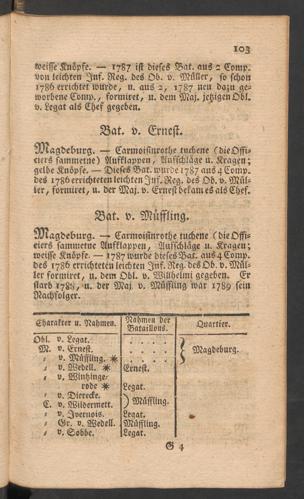 103
weisse Knöpfe. — 1787 ist dieses Bat. aus 2 Comp.
von leichten Inf. Reg. des Ob. v. Müller, so schon
1786 errichtet wurde, u. aus 2, 1787 neu dazu ge-
worbene Comp., formiret, u. dem Maj. jetzigen Obl.
v. Legat als Chef gegeben.
Bat. v. Ernest.
Magdeburg. — Carmoisinrothe tuchene (die Offi-
ciers sammetne) Aufklappen, Aufschläge u. Kragen;
gelbe Knöpfe. — Dieses Bat. wurde 1787 aus 4 Comp.
des 1786 errichteten leichten Inf. Reg. des Ob. v. Mül-
ler, formiret, u. der Maj. v. Ernest bekam es als Chef.
Bat. v. Müffling.
Magdeburg. — Carmoisinrothe tuchene (die Offi-
ciers sammetne Aufklappen, Aufschläge u. Kragen;
weisse Knöpfe. — 1787 wurde dieses Bat. aus 4 Comp.
des 1786 errichteten leichten Inf. Reg. des Ob. v. Mül-
ler formiret, u. dem Obl. v. Wilhelmi gegeben. Er
starb 1789, u. der Maj. v. Müffling war 1789 sein
Nachfolger.
Charakter u. Nahmen. Nahmen der Bataillons. Quartier.
Obl. v. Legat. . . . . .
M. v. Ernest. . . . . .
" v. Müffling. * . . . . . } Magdeburg.
" v. Wedell. * Ernest.
" v. Wintzinge-
rode * Legat.
" v. Dierecke. } Müffling.
C. v. Wildermett.
" v. Ivernois. Legat.
" Gr. v. Wedell. Müffling.
" v. Sobbe. Legat.
G 4